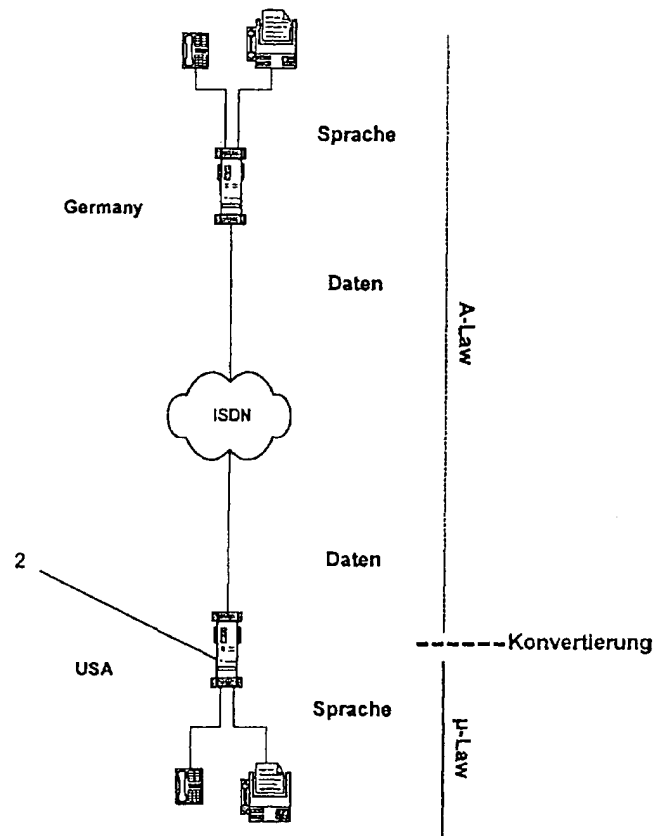 Sprache
Germany
Daten
A-Law
ISDN
Daten
2
Konvertierung
USA
Sprache
µ-Law